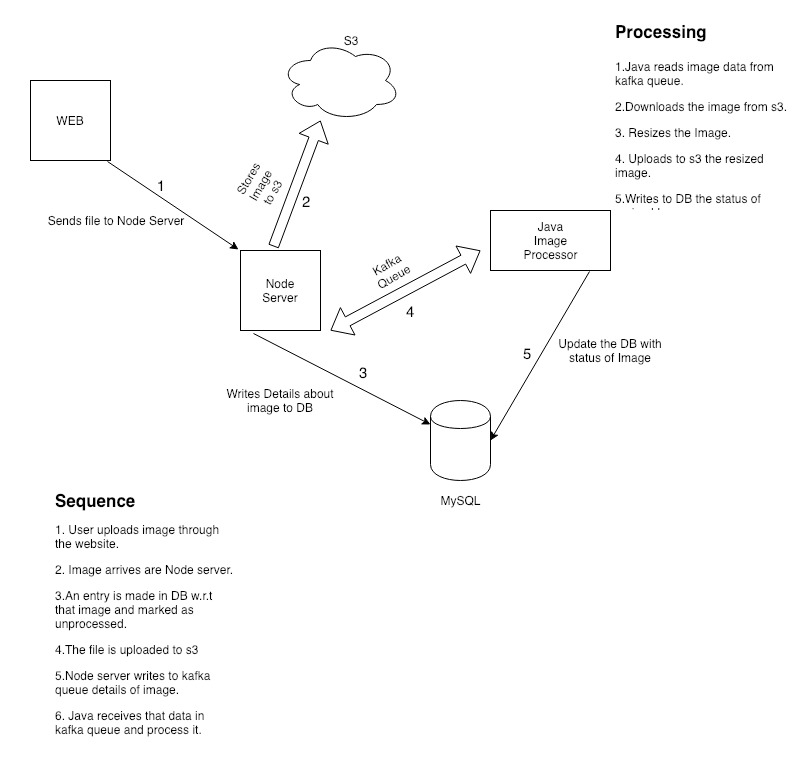 Processing
1.Java reads image data from
kafka queue.
2.Downloads the image from s3.
3. Resizes the Image.
4. Uploads to s3 the resized
image.
5.Writes to DB the status of
S3
WEB
1
Sends file to Node Server
Stores
Image
to s3
2
Node
Server
Kafka
Queue
4
Java
Image
Processor
5
Update the DB with
status of Image
3
Writes Details about
image to DB
MySQL
Sequence
1. User uploads image through
the website.
2. Image arrives are Node server.
3.An entry is made in DB w.r.t
that image and marked as
unprocessed.
4.The file is uploaded to s3
5.Node server writes to kafka
queue details of image.
6. Java receives that data in
kafka queue and process it.